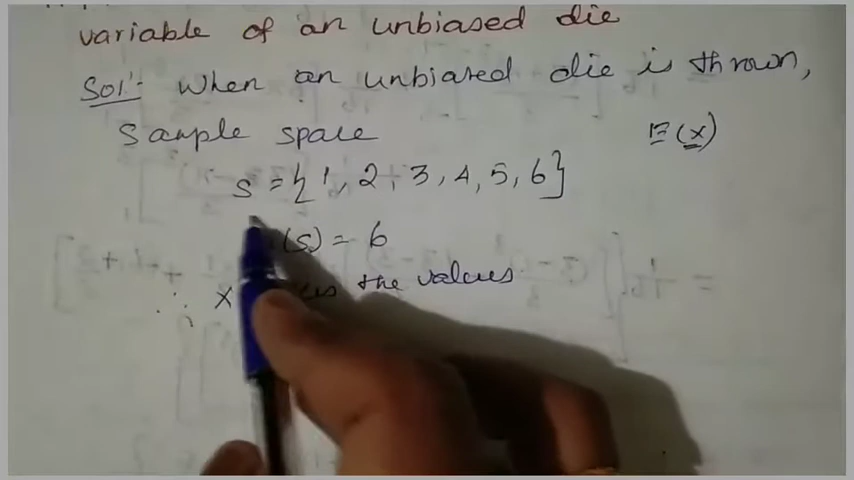 variable of an unbiased die
Sol:- When an unbiased die is thrown,
Sample space
E(x)
S = { 1, 2, 3, 4, 5, 6 }
(s) = 6
∴ X the values